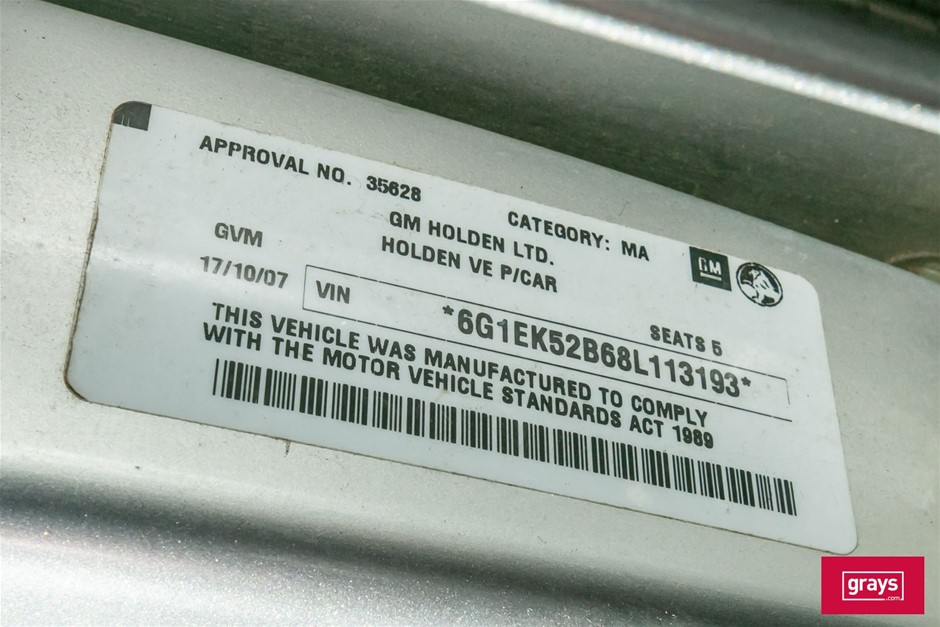 APPROVAL NO. 35628
CATEGORY: MA
GM HOLDEN LTD.
HOLDEN VE P/CAR
GM
GVM
SEATS 5
17/10/07
VIN *6G1EK52B68L113193*
THIS VEHICLE WAS MANUFACTURED TO COMPLY
WITH THE MOTOR VEHICLE STANDARDS ACT 1989
grays
.com